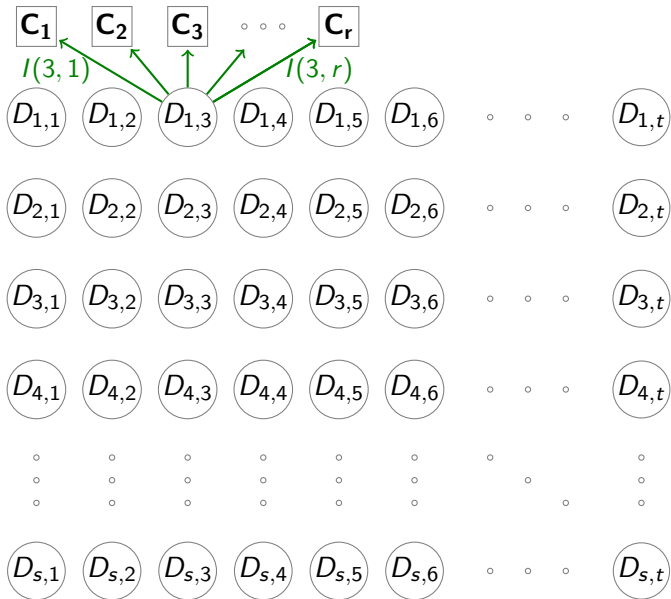 C₁ C₂ C₃ ∘ ∘ ∘ Cᵣ
I(3, 1) I(3, r)
D₁,₁ D₁,₂ D₁,₃ D₁,₄ D₁,₅ D₁,₆ ∘ ∘ ∘ D₁,ₜ
D₂,₁ D₂,₂ D₂,₃ D₂,₄ D₂,₅ D₂,₆ ∘ ∘ ∘ D₂,ₜ
D₃,₁ D₃,₂ D₃,₃ D₃,₄ D₃,₅ D₃,₆ ∘ ∘ ∘ D₃,ₜ
D₄,₁ D₄,₂ D₄,₃ D₄,₄ D₄,₅ D₄,₆ ∘ ∘ ∘ D₄,ₜ
Dₛ,₁ Dₛ,₂ Dₛ,₃ Dₛ,₄ Dₛ,₅ Dₛ,₆ ∘ ∘ ∘ Dₛ,ₜ